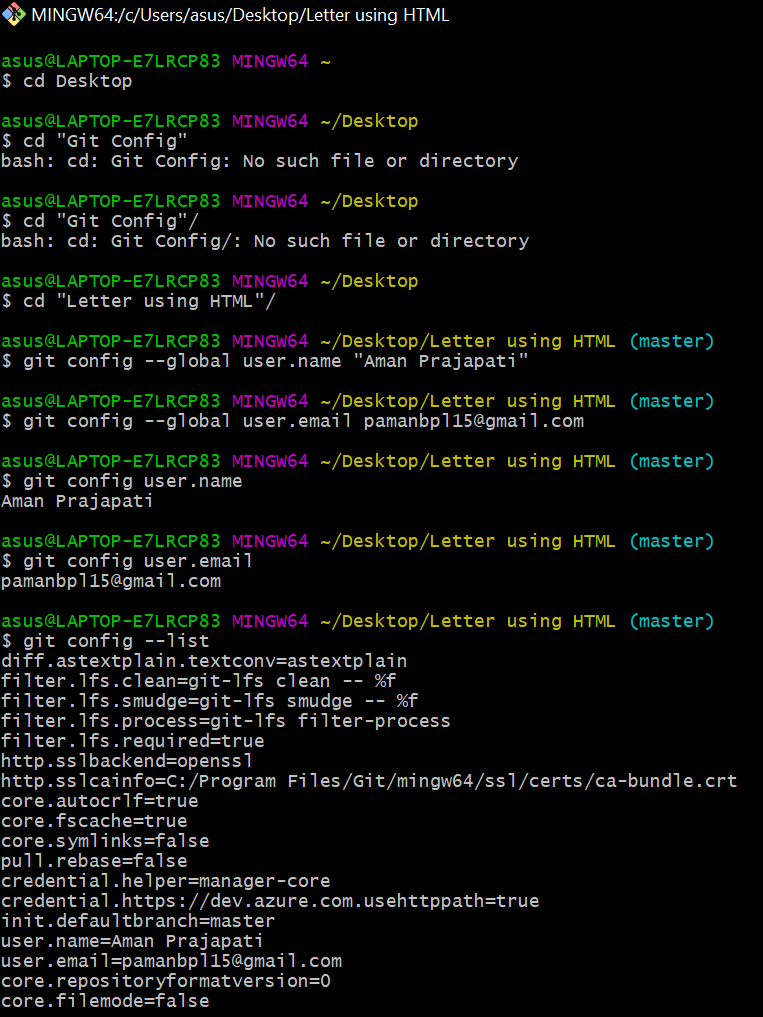 MINGW64:/c/Users/asus/Desktop/Letter using HTML
asus@LAPTOP-E7LRCP83 MINGW64 ~
$ cd Desktop
asus@LAPTOP-E7LRCP83 MINGW64 ~/Desktop
$ cd "Git Config"
bash: cd: Git Config: No such file or directory
asus@LAPTOP-E7LRCP83 MINGW64 ~/Desktop
$ cd "Git Config"/
bash: cd: Git Config/: No such file or directory
asus@LAPTOP-E7LRCP83 MINGW64 ~/Desktop
$ cd "Letter using HTML"/
asus@LAPTOP-E7LRCP83 MINGW64 ~/Desktop/Letter using HTML (master)
$ git config --global user.name "Aman Prajapati"
asus@LAPTOP-E7LRCP83 MINGW64 ~/Desktop/Letter using HTML (master)
$ git config --global user.email pamanbpl15@gmail.com
asus@LAPTOP-E7LRCP83 MINGW64 ~/Desktop/Letter using HTML (master)
$ git config user.name
Aman Prajapati
asus@LAPTOP-E7LRCP83 MINGW64 ~/Desktop/Letter using HTML (master)
$ git config user.email
pamanbpl15@gmail.com
asus@LAPTOP-E7LRCP83 MINGW64 ~/Desktop/Letter using HTML (master)
$ git config --list
diff.astextplain.textconv=astextplain
filter.lfs.clean=git-lfs clean -- %f
filter.lfs.smudge=git-lfs smudge -- %f
filter.lfs.process=git-lfs filter-process
filter.lfs.required=true
http.sslbackend=openssl
http.sslcainfo=C:/Program Files/Git/mingw64/ssl/certs/ca-bundle.crt
core.autocrlf=true
core.fscache=true
core.symlinks=false
pull.rebase=false
credential.helper=manager-core
credential.https://dev.azure.com.usehttppath=true
init.defaultbranch=master
user.name=Aman Prajapati
user.email=pamanbpl15@gmail.com
core.repositoryformatversion=0
core.filemode=false